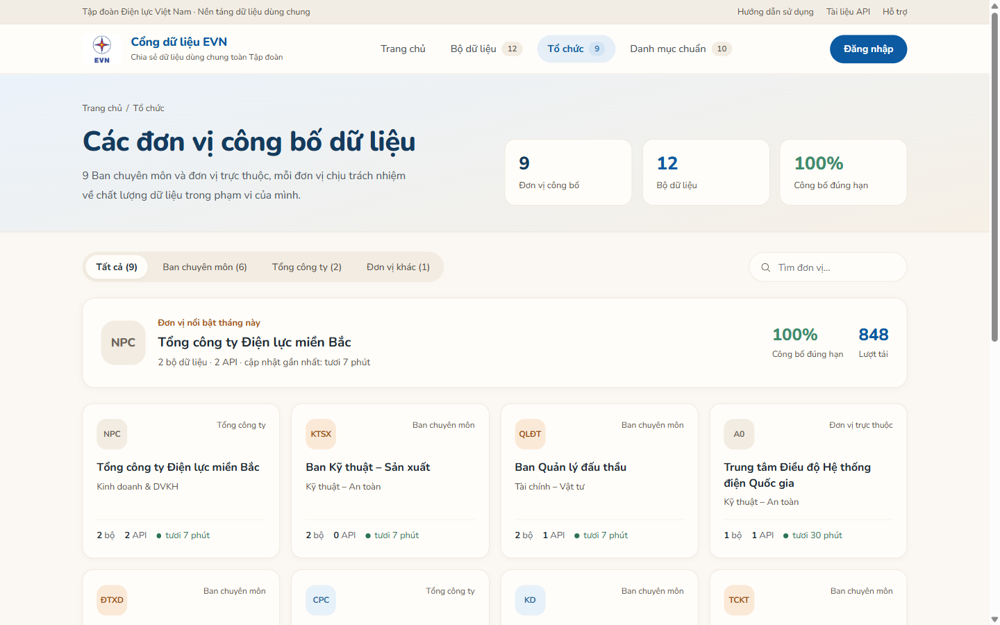 Tập đoàn Điện lực Việt Nam · Nền tảng dữ liệu dùng chung
Hướng dẫn sử dụng
Tài liệu API
Hỗ trợ
EVN
Cổng dữ liệu EVN
Chia sẻ dữ liệu dùng chung toàn Tập đoàn
Trang chủ
Bộ dữ liệu 12
Tổ chức 9
Danh mục chuẩn 10
Đăng nhập
Trang chủ / Tổ chức
Các đơn vị công bố dữ liệu
9 Ban chuyên môn và đơn vị trực thuộc, mỗi đơn vị chịu trách nhiệm
về chất lượng dữ liệu trong phạm vi của mình.
9
Đơn vị công bố
12
Bộ dữ liệu
100%
Công bố đúng hạn
Tất cả (9)
Ban chuyên môn (6)
Tổng công ty (2)
Đơn vị khác (1)
Tìm đơn vị...
NPC
Đơn vị nổi bật tháng này
Tổng công ty Điện lực miền Bắc
2 bộ dữ liệu · 2 API · cập nhật gần nhất: tươi 7 phút
100%
Công bố đúng hạn
848
Lượt tải
NPC
Tổng công ty
Tổng công ty Điện lực miền Bắc
Kinh doanh & DVKH
2 bộ 2 API ● tươi 7 phút
KTSX
Ban chuyên môn
Ban Kỹ thuật – Sản xuất
Kỹ thuật – An toàn
2 bộ 0 API ● tươi 7 phút
QLĐT
Ban chuyên môn
Ban Quản lý đấu thầu
Tài chính – Vật tư
2 bộ 1 API ● tươi 7 phút
A0
Đơn vị trực thuộc
Trung tâm Điều độ Hệ thống
điện Quốc gia
Kỹ thuật – An toàn
1 bộ 1 API ● tươi 30 phút
ĐTXD
Ban chuyên môn
CPC
Tổng công ty
KD
Ban chuyên môn
TCKT
Ban chuyên môn